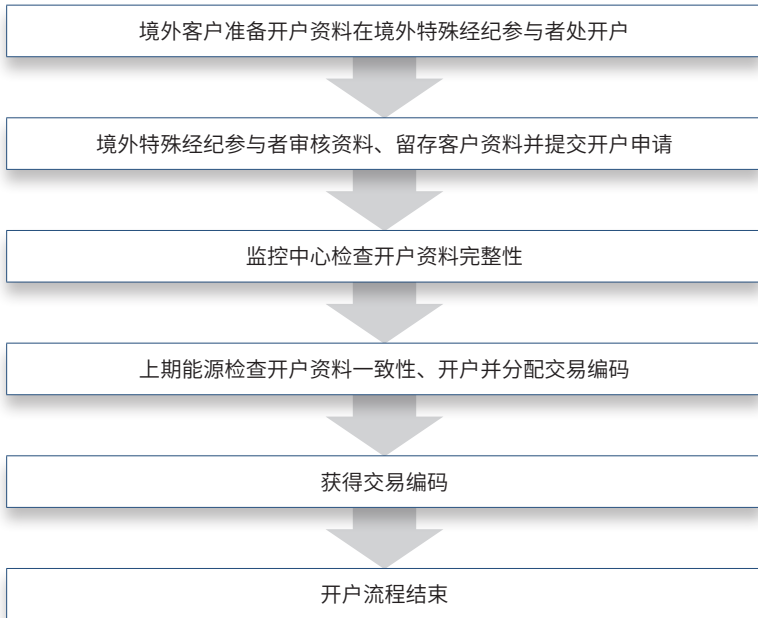 境外客户准备开户资料在境外特殊经纪参与者处开户
境外特殊经纪参与者审核资料、留存客户资料并提交开户申请
监控中心检查开户资料完整性
上期能源检查开户资料一致性、开户并分配交易编码
获得交易编码
开户流程结束